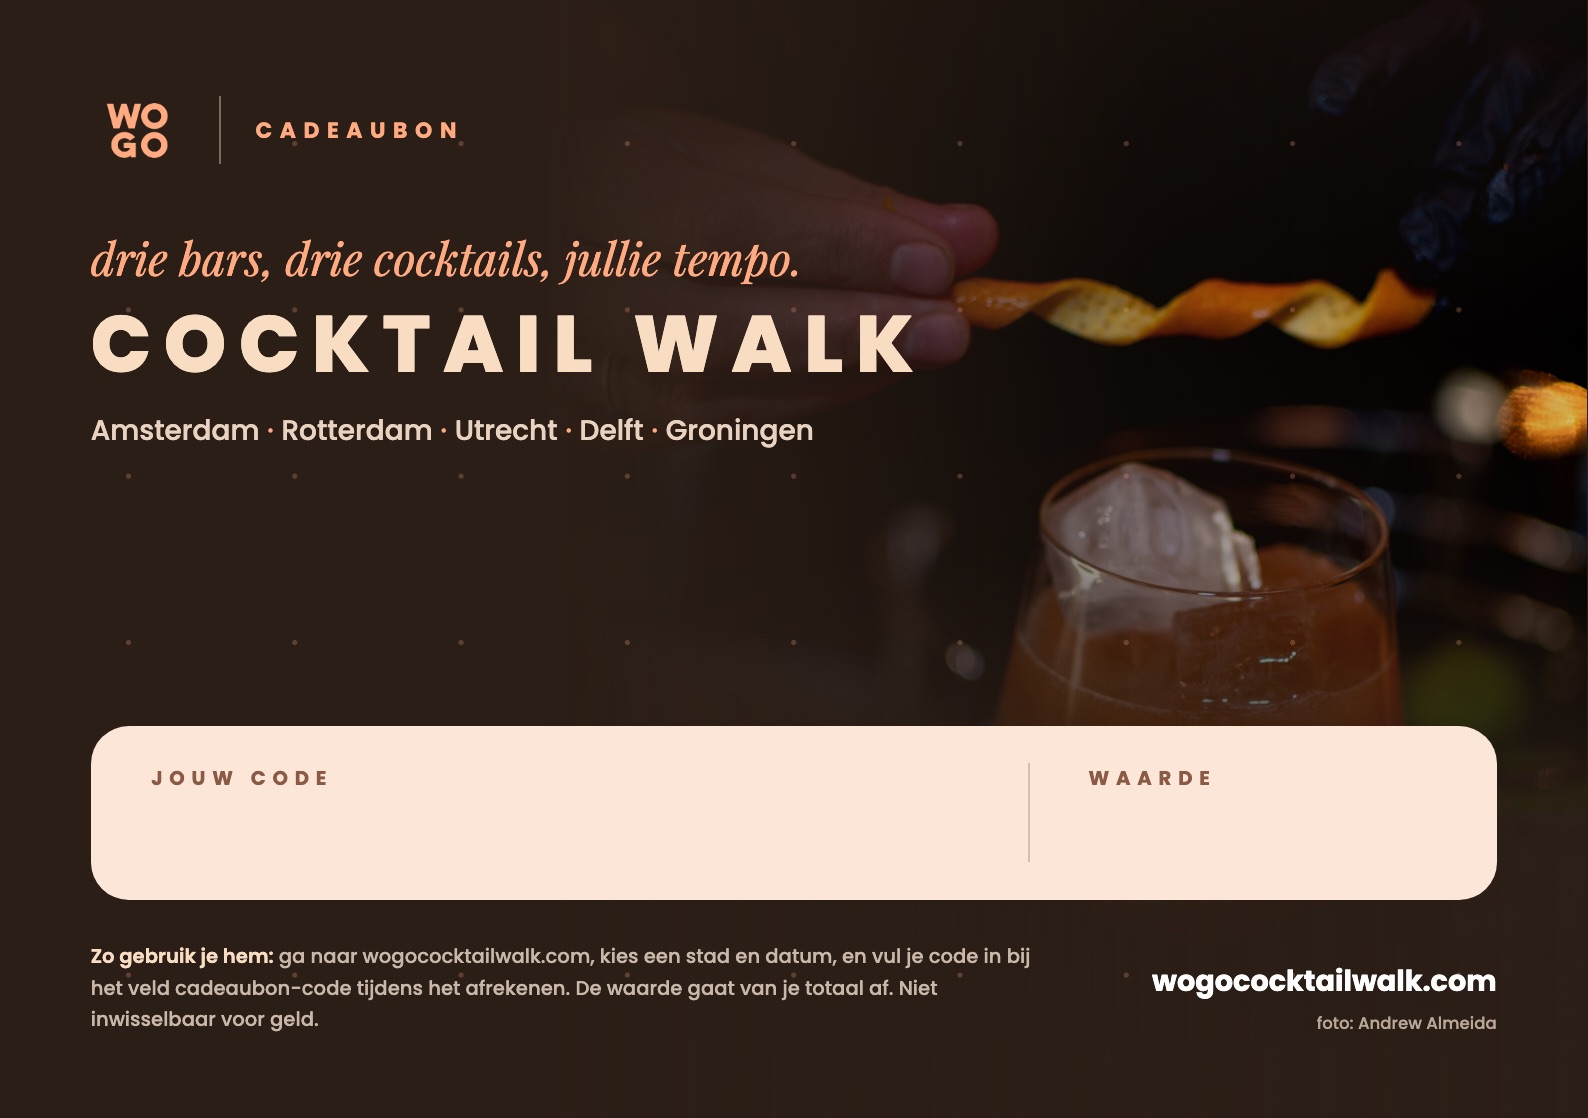 WO
GO
CADEAUBON
drie bars, drie cocktails, jullie tempo.
COCKTAIL WALK
Amsterdam · Rotterdam · Utrecht · Delft · Groningen
JOUW CODE
WAARDE
Zo gebruik je hem: ga naar wogococktailwalk.com, kies een stad en datum, en vul je code in bij
het veld cadeaubon-code tijdens het afrekenen. De waarde gaat van je totaal af. Niet
inwisselbaar voor geld.
wogococktailwalk.com
foto: Andrew Almeida